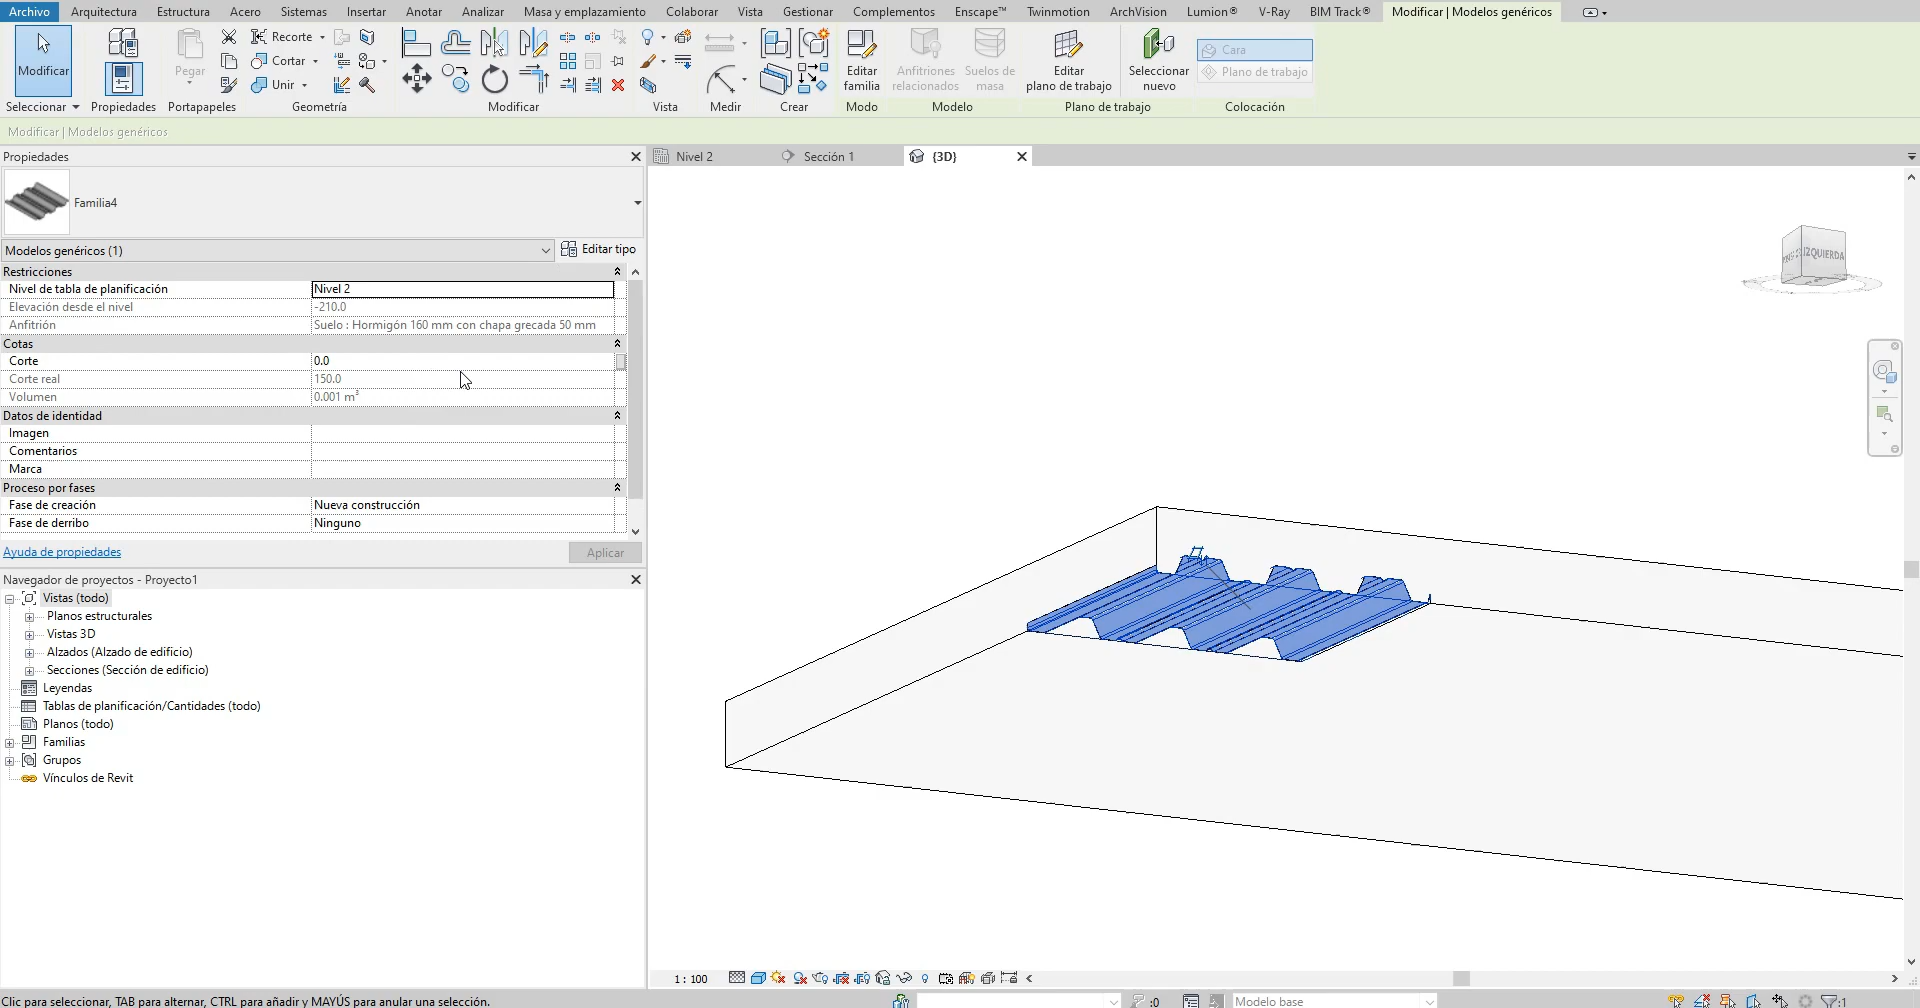 Archivo Arquitectura Estructura Acero Sistemas Insertar Anotar Analizar Masa y emplazamiento Colaborar Vista Gestionar Complementos Enscape™ Twinmotion ArchVision Lumion® V-Ray BIM Track® Modificar | Modelos genéricos
Modificar
Pegar
Recorte
Cortar
Unir
Editar familia
Anfitriones relacionados
Suelos de masa
Editar plano de trabajo
Seleccionar nuevo
Cara
Plano de trabajo
Seleccionar Propiedades Portapapeles Geometría Modificar Vista Medir Crear Modo Modelo Plano de trabajo Colocación
Modificar | Modelos genéricos
Propiedades
Nivel 2 Sección 1 {3D}
Familia4
Modelos genéricos (1) Editar tipo
Restricciones
Nivel de tabla de planificación Nivel 2
Elevación desde el nivel -210.0
Anfitrión Suelo : Hormigón 160 mm con chapa grecada 50 mm
Cotas
Corte 0.0
Corte real 150.0
Volumen 0.001 m³
Datos de identidad
Imagen
Comentarios
Marca
Proceso por fases
Fase de creación Nueva construcción
Fase de derribo Ninguno
Ayuda de propiedades Aplicar
Navegador de proyectos - Proyecto1
Vistas (todo)
Planos estructurales
Vistas 3D
Alzados (Alzado de edificio)
Secciones (Sección de edificio)
Leyendas
Tablas de planificación/Cantidades (todo)
Planos (todo)
Familias
Grupos
Vínculos de Revit
IZQUIERDA
1 : 100
Clic para seleccionar, TAB para alternar, CTRL para añadir y MAYÚS para anular una selección.
:0
Modelo base
:1